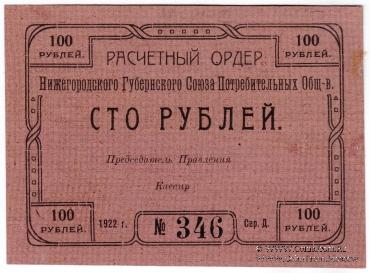 100 РУБЛЕЙ. 100 РУБЛЕЙ.
РАСЧЕТНЫЙ ОРДЕР
Нижегородского Губернского Союза Потребительных Общ-в.
СТО РУБЛЕЙ.
Председатель Правления
Кассир
100 РУБЛЕЙ. 1922 г. № 346 Сер. Д. 100 РУБЛЕЙ.